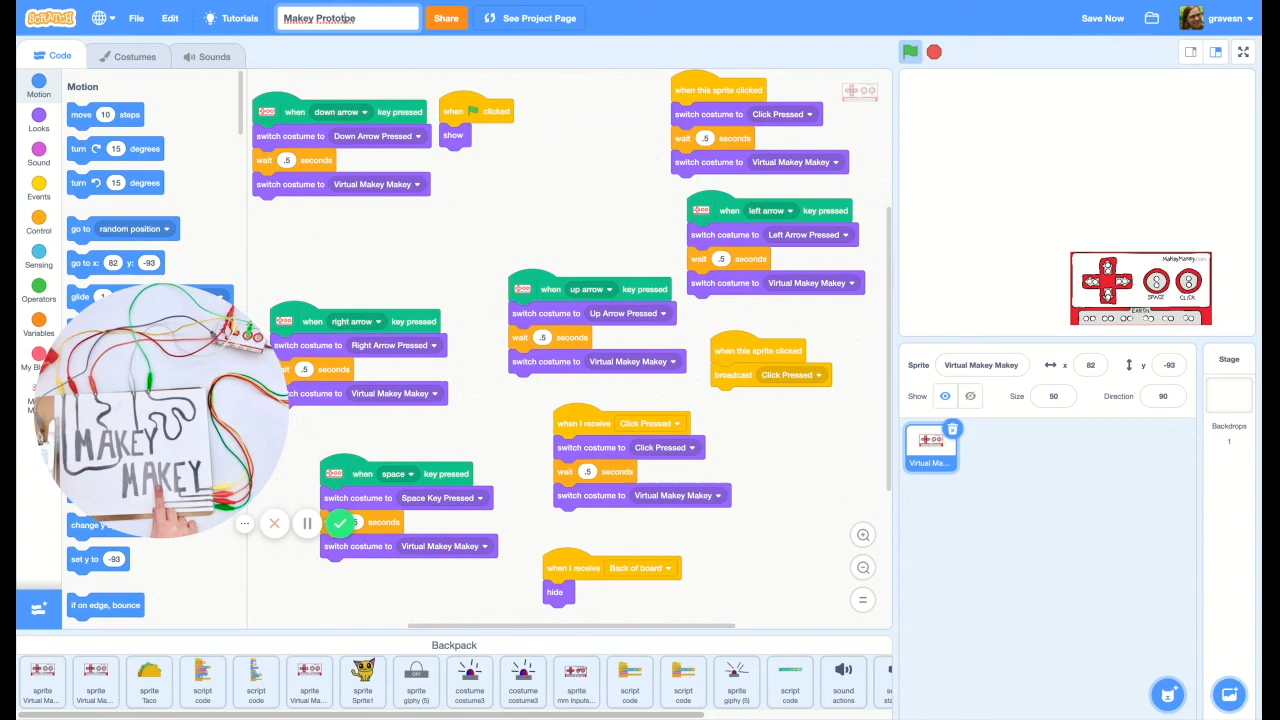 SCRATCH
File
Edit
Tutorials
Makey Prototoe
Share
See Project Page
Save Now
gravesn
Code
Costumes
Sounds
Motion
Looks
Sound
Events
Control
Sensing
Operators
Variables
My Bl
Motion
move 10 steps
turn 15 degrees
turn 15 degrees
go to random position
go to x: 82 y: -93
glide 1
change y
set y to -93
if on edge, bounce
when down arrow key pressed
switch costume to Down Arrow Pressed
wait .5 seconds
switch costume to Virtual Makey Makey
when clicked
show
when this sprite clicked
switch costume to Click Pressed
wait .5 seconds
switch costume to Virtual Makey Makey
when left arrow key pressed
switch costume to Left Arrow Pressed
wait .5 seconds
switch costume to Virtual Makey Makey
when up arrow key pressed
switch costume to Up Arrow Pressed
wait .5 seconds
switch costume to Virtual Makey Makey
when right arrow key pressed
switch costume to Right Arrow Pressed
.5 seconds
Virtual Makey Makey
when this sprite clicked
broadcast Click Pressed
when I receive Click Pressed
switch costume to Click Pressed
wait .5 seconds
switch costume to Virtual Makey Makey
when space key pressed
switch costume to Space Key Pressed
5 seconds
switch costume to Virtual Makey Makey
when I receive Back of board
hide
MAKEY
MAKEY
MaKeyMaKey.com
SPACE
CLICK
EARTH
Sprite Virtual Makey Makey x 82 y -93
Show Size 50 Direction 90
Virtual Ma...
Stage
Backdrops
1
Backpack
sprite
Virtual Ma...
sprite
Virtual Ma...
sprite
Taco
script
code
script
code
sprite
Virtual Ma...
sprite
Sprite1
OFF
sprite
giphy (5)
costume
costume3
costume
costume3
sprite
mm Inputs...
script
code
script
code
sprite
giphy (5)
script
code
sound
actions